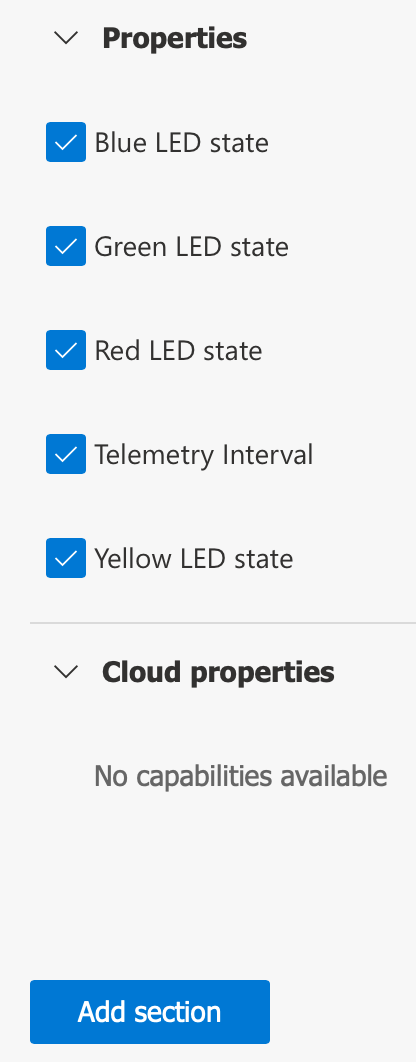 Properties
Blue LED state
Green LED state
Red LED state
Telemetry Interval
Yellow LED state
Cloud properties
No capabilities available
Add section